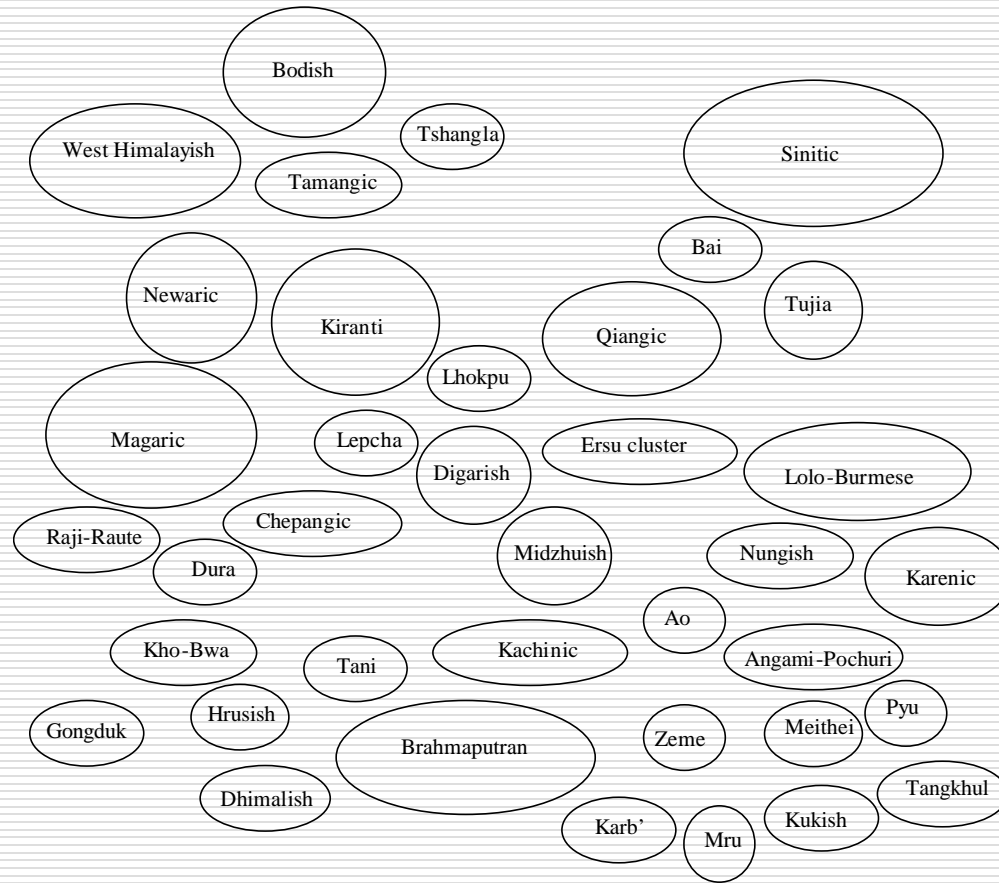 Bodish
Tshangla
West Himalayish
Sinitic
Tamangic
Bai
Newaric
Tujia
Kiranti
Qiangic
Lhokpu
Magaric
Lepcha
Ersu cluster
Digarish
Lolo-Burmese
Chepangic
Raji-Raute
Midzhuish
Nungish
Dura
Karenic
Ao
Kho-Bwa
Kachinic
Tani
Angami-Pochuri
Hrusish
Pyu
Gongduk
Meithei
Zeme
Brahmaputran
Tangkhul
Dhimalish
Karb’
Kukish
Mru